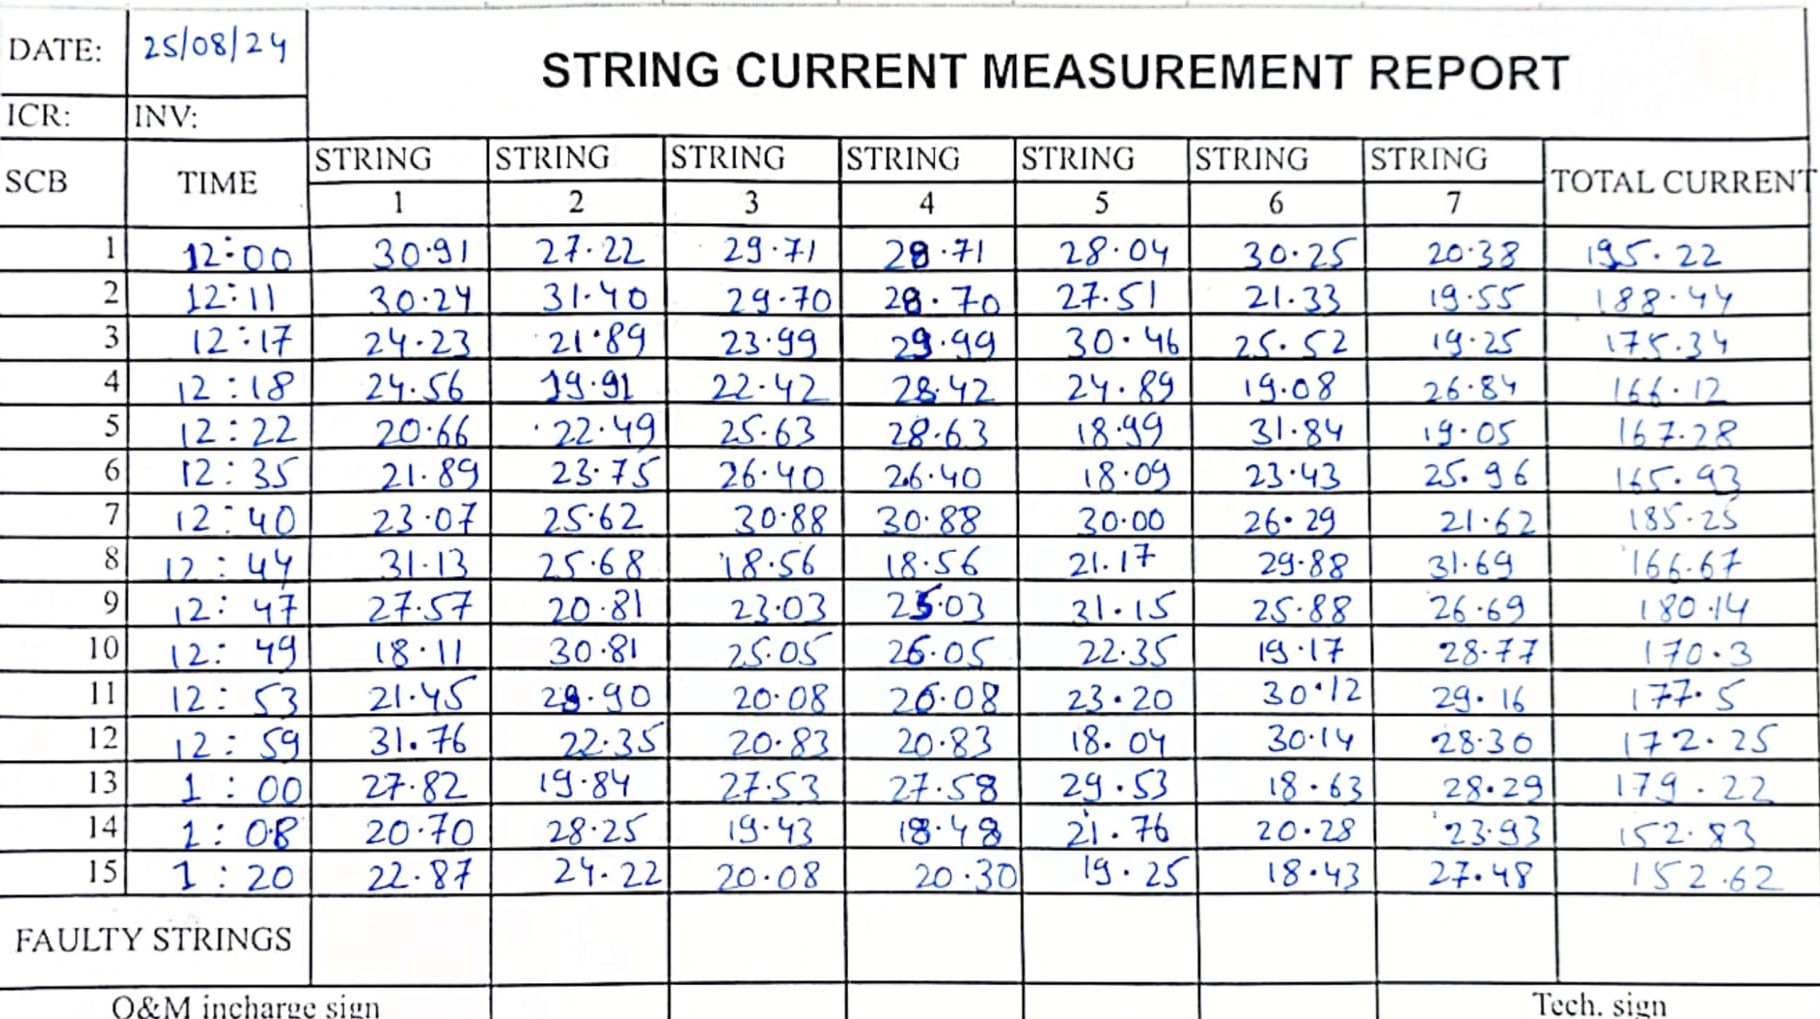 DATE: 25/08/24 STRING CURRENT MEASUREMENT REPORT
ICR: INV:
SCB TIME STRING STRING STRING STRING STRING STRING STRING TOTAL CURRENT
1 2 3 4 5 6 7
1 12:00 30.91 27.22 29.71 28.71 28.04 30.25 20.38 195.22
2 12:11 30.24 31.40 29.70 28.70 27.51 21.33 19.55 188.44
3 12:17 24.23 21.89 23.99 29.99 30.46 25.52 19.25 175.34
4 12:18 24.56 19.91 22.42 28.42 24.89 19.08 26.84 166.12
5 12:22 20.66 22.49 25.63 28.63 18.99 31.84 19.05 167.28
6 12:35 21.89 23.75 26.40 26.40 18.09 23.43 25.96 165.93
7 12:40 23.07 25.62 30.88 30.88 30.00 26.29 21.62 185.25
8 12:44 31.13 25.68 18.56 18.56 21.17 29.88 31.69 166.67
9 12:47 27.57 20.81 23.03 25.03 31.15 25.88 26.69 180.14
10 12:49 18.11 30.81 25.05 26.05 22.35 19.17 28.77 170.3
11 12:53 21.45 28.90 20.08 26.08 23.20 30.12 29.16 177.5
12 12:59 31.76 22.35 20.83 20.83 18.04 30.14 28.30 172.25
13 1:00 27.82 19.84 27.53 27.58 29.53 18.63 28.29 179.22
14 1:08 20.70 28.25 19.43 18.48 21.76 20.28 23.93 152.83
15 1:20 22.87 24.22 20.08 20.30 19.25 18.43 27.48 152.62
FAULTY STRINGS
O&M incharge sign Tech. sign